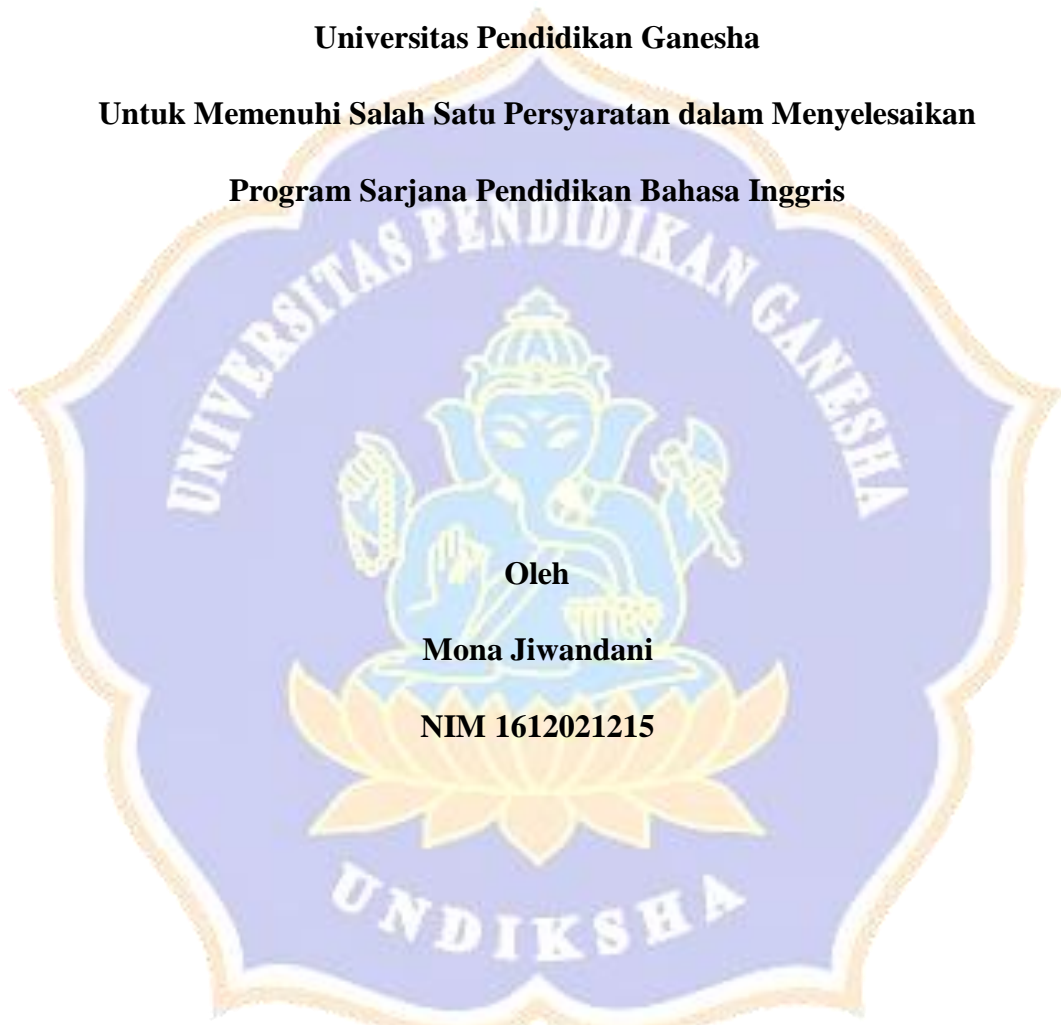 Universitas Pendidikan Ganesha
Untuk Memenuhi Salah Satu Persyaratan dalam Menyelesaikan
Program Sarjana Pendidikan Bahasa Inggris
UNIVERSITAS PENDIDIKAN GANESHA
Oleh
Mona Jiwandani
NIM 1612021215
UNDIKSHA